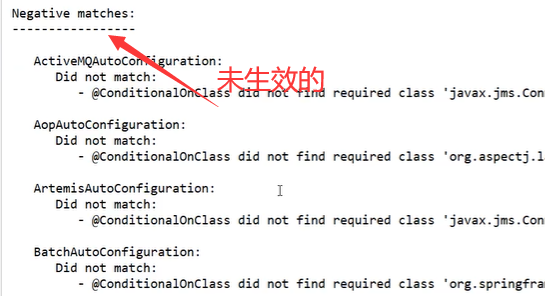 Negative matches:
-----------------
ActiveMQAutoConfiguration:
Did not match:
- @ConditionalOnClass did not find required class 'javax.jms.Con
未生效的
AopAutoConfiguration:
Did not match:
- @ConditionalOnClass did not find required class 'org.aspectj.l
ArtemisAutoConfiguration:
Did not match:
- @ConditionalOnClass did not find required class 'javax.jms.Con
BatchAutoConfiguration:
Did not match:
- @ConditionalOnClass did not find required class 'org.springfra